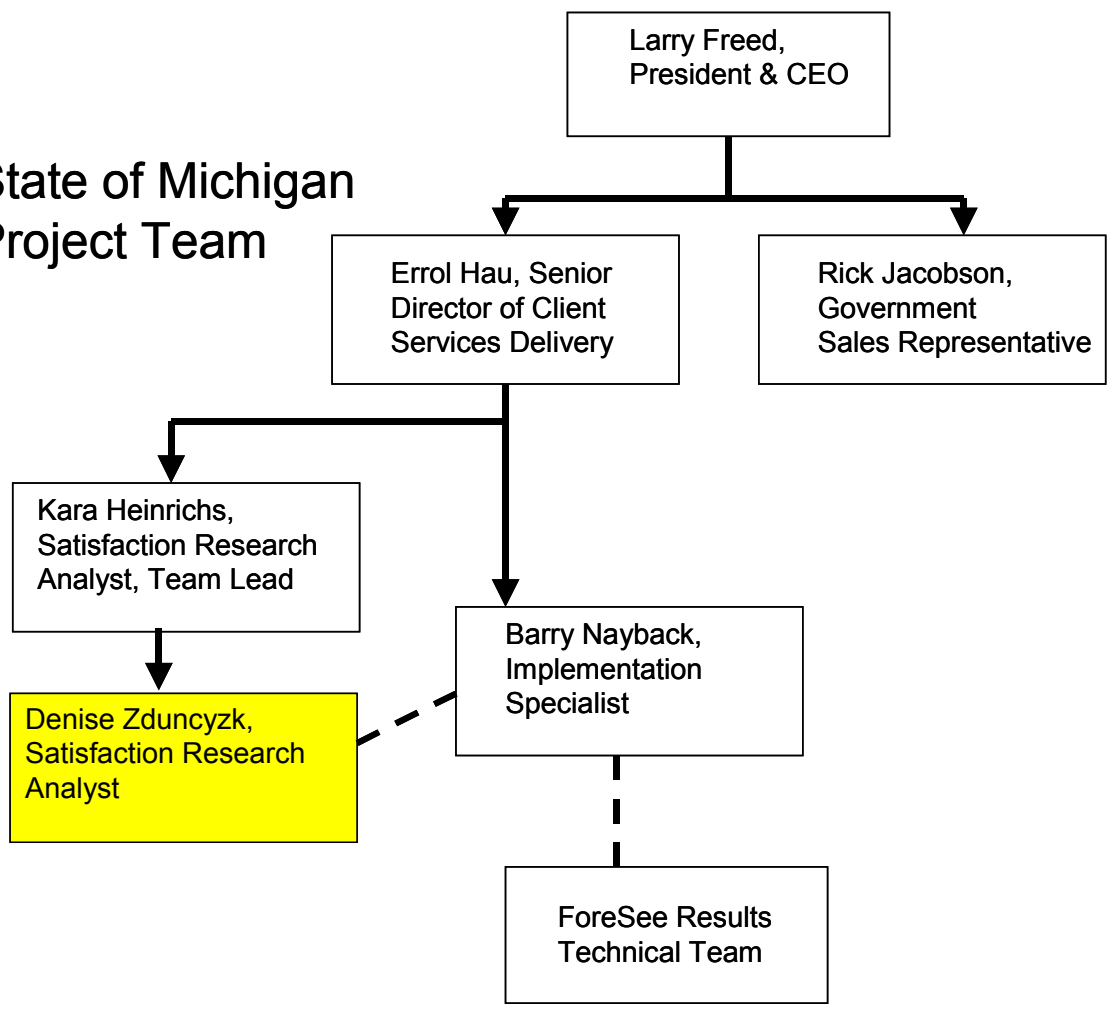 Larry Freed,
President & CEO
State of Michigan
Project Team
Errol Hau, Senior
Director of Client
Services Delivery
Rick Jacobson,
Government
Sales Representative
Kara Heinrichs,
Satisfaction Research
Analyst, Team Lead
Barry Nayback,
Implementation
Specialist
Denise Zduncyzk,
Satisfaction Research
Analyst
ForeSee Results
Technical Team